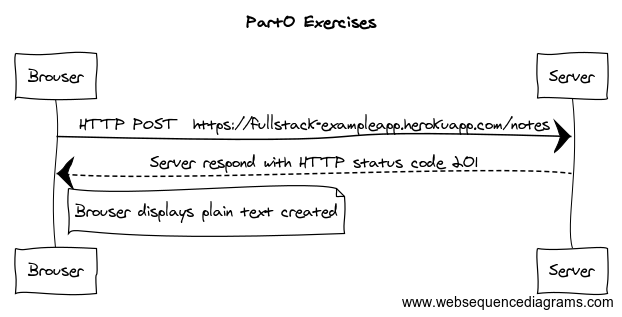 Part0 Exercises
Brouser
Server
HTTP POST https://fullstack-exampleapp.herokuapp.com/notes
Server respond with HTTP status code 201
Brouser displays plain text created
Brouser
Server
www.websequencediagrams.com